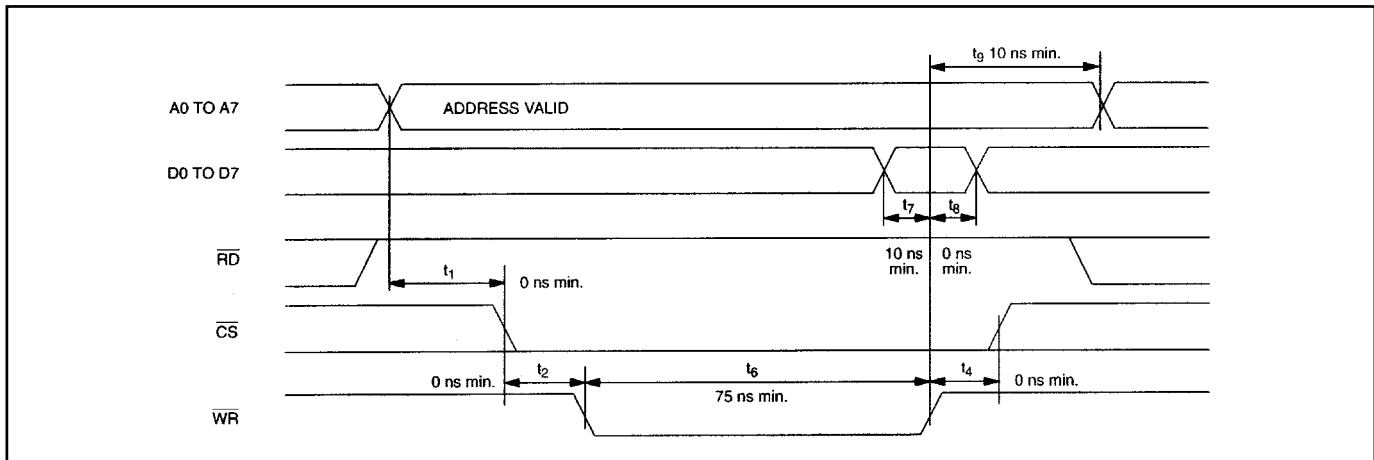 t9 10 ns min.
A0 TO A7
ADDRESS VALID
D0 TO D7
t7
t8
RD
10 ns
min.
0 ns
min.
t1
0 ns min.
CS
0 ns min.
t2
t6
75 ns min.
t4
0 ns min.
WR